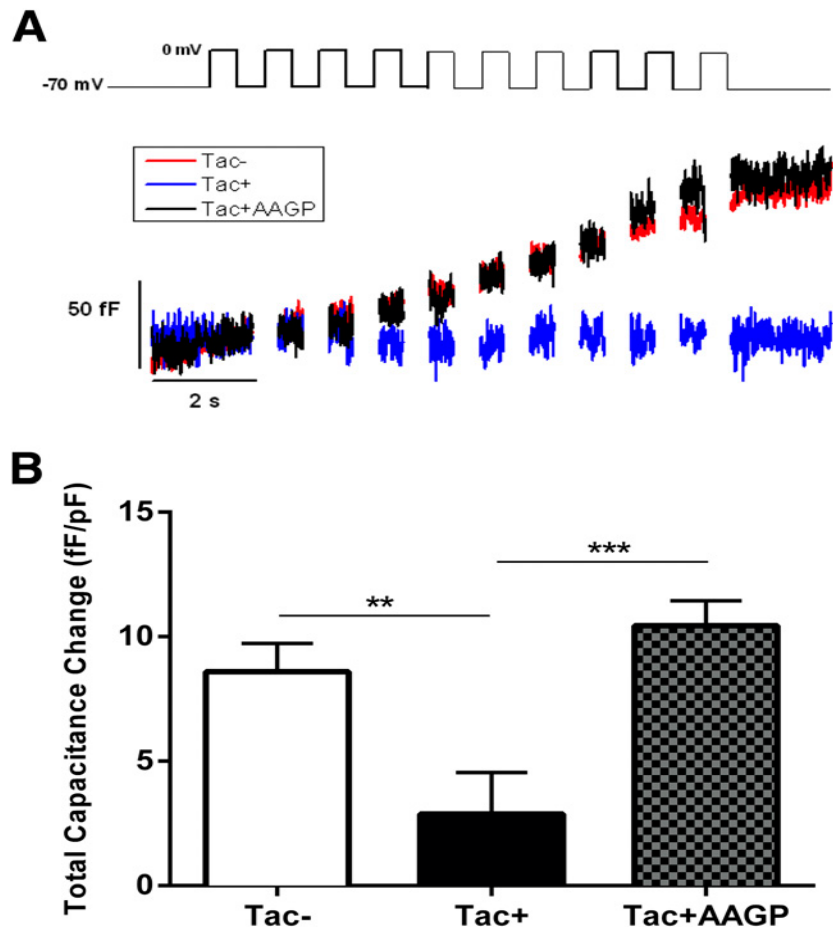 A
0 mV
-70 mV
Tac-
Tac+
Tac+AAGP
50 fF
2 s
B
Total Capacitance Change (fF/pF)
15
10
5
0
**
***
Tac-
Tac+
Tac+AAGP